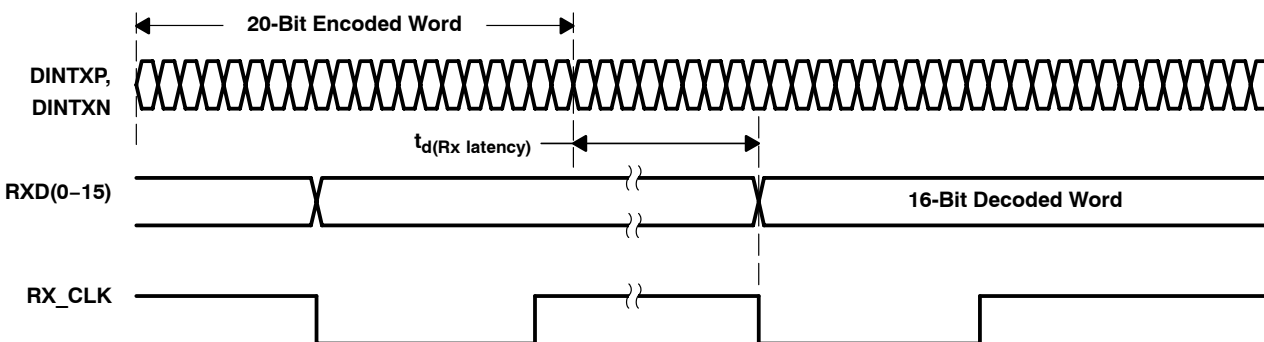 20-Bit Encoded Word
DINTXP,
DINTXN
td(Rx latency)
RXD(0–15)
16-Bit Decoded Word
RX_CLK